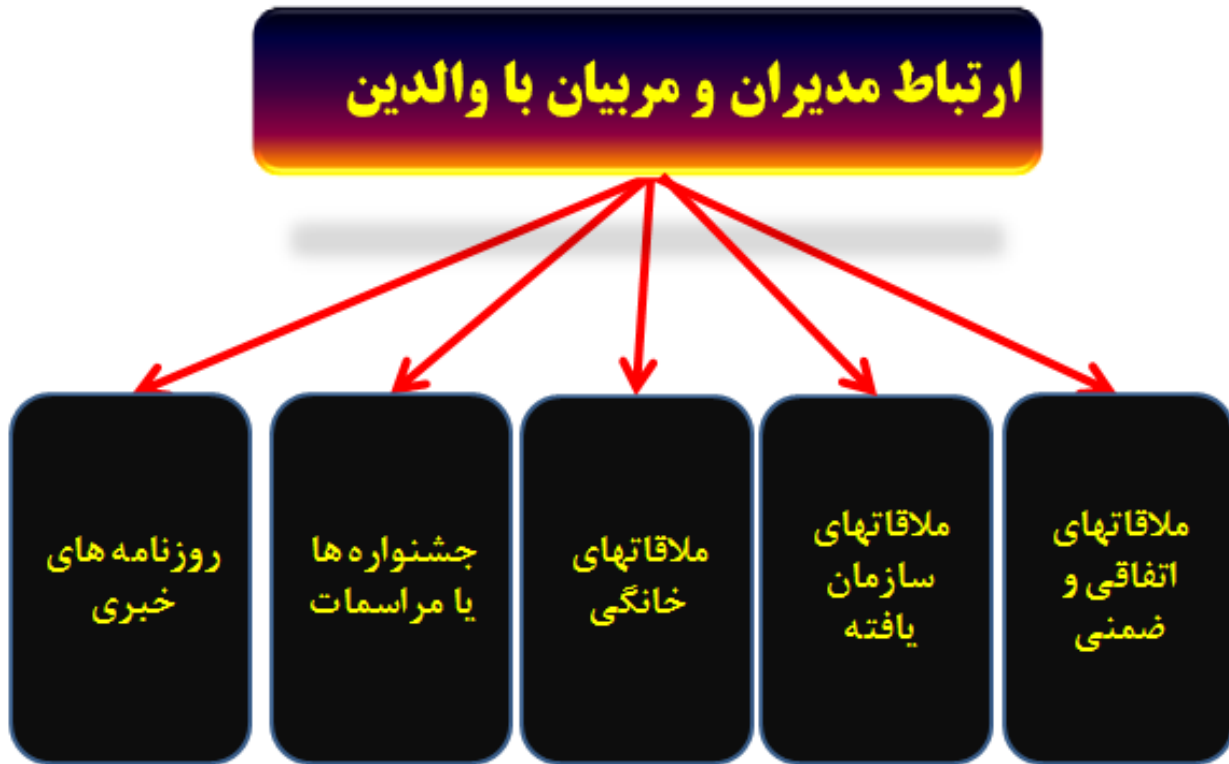 ارتباط مدیران و مربیان با والدین
ملاقاتهای
اتفاقی و
ضمنی
ملاقاتهای
سازمان
یافته
ملاقاتهای
خانگی
جشنواره ها
یا مراسمات
روزنامه های
خبری